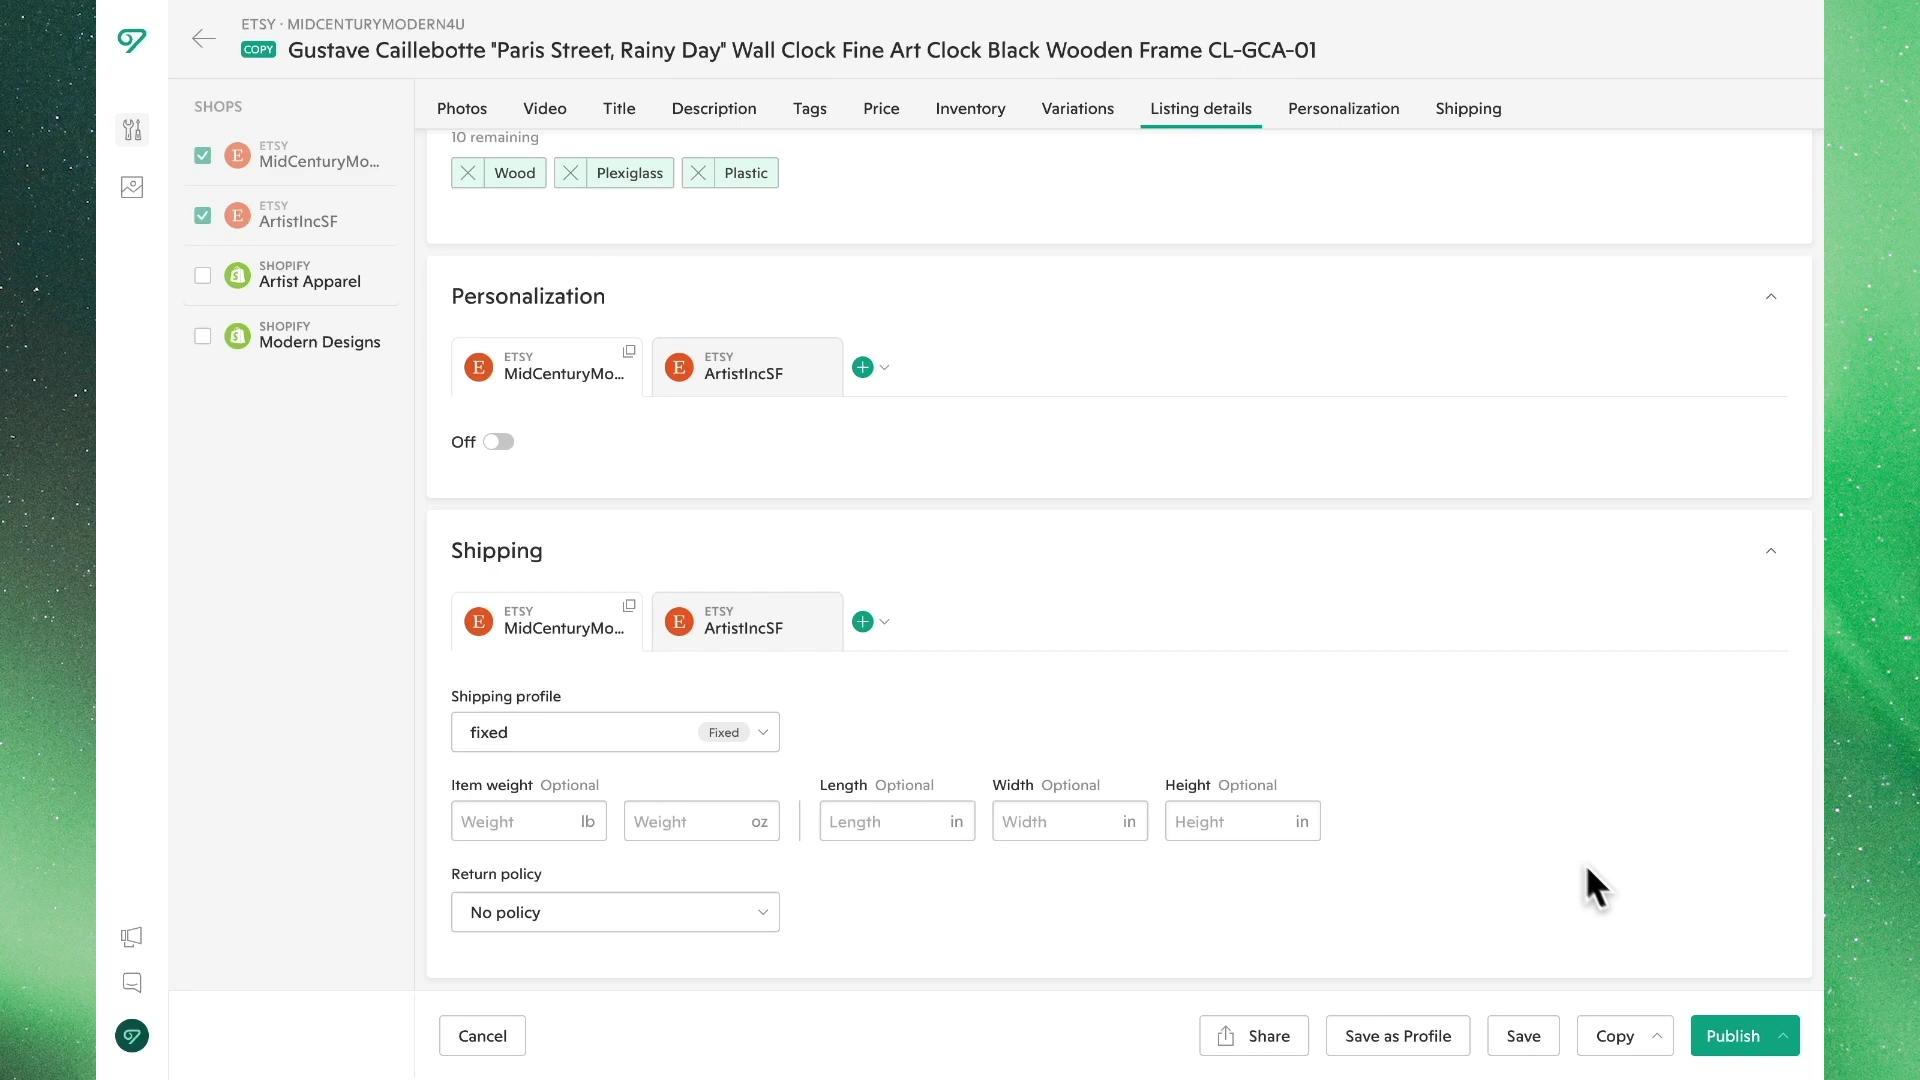 ETSY · MIDCENTURYMODERN4U
COPY Gustave Caillebotte "Paris Street, Rainy Day" Wall Clock Fine Art Clock Black Wooden Frame CL-GCA-01
SHOPS
ETSY
MidCenturyMo...
ETSY
ArtistIncSF
SHOPIFY
Artist Apparel
SHOPIFY
Modern Designs
Photos Video Title Description Tags Price Inventory Variations Listing details Personalization Shipping
10 remaining
Wood Plexiglass Plastic
Personalization
E ETSY
MidCenturyMo...
E ETSY
ArtistIncSF
Off
Shipping
E ETSY
MidCenturyMo...
E ETSY
ArtistIncSF
Shipping profile
fixed Fixed
Item weight Optional Length Optional Width Optional Height Optional
Weight lb Weight oz Length in Width in Height in
Return policy
No policy
Cancel Share Save as Profile Save Copy Publish